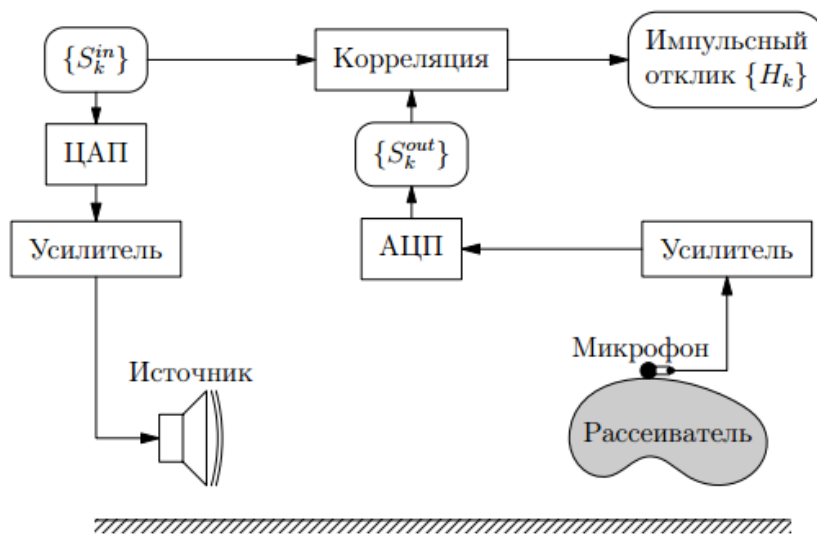 {S_k^{in}}
Корреляция
Импульсный
отклик {H_k}
ЦАП
{S_k^{out}}
Усилитель
АЦП
Усилитель
Микрофон
Источник
Рассеиватель